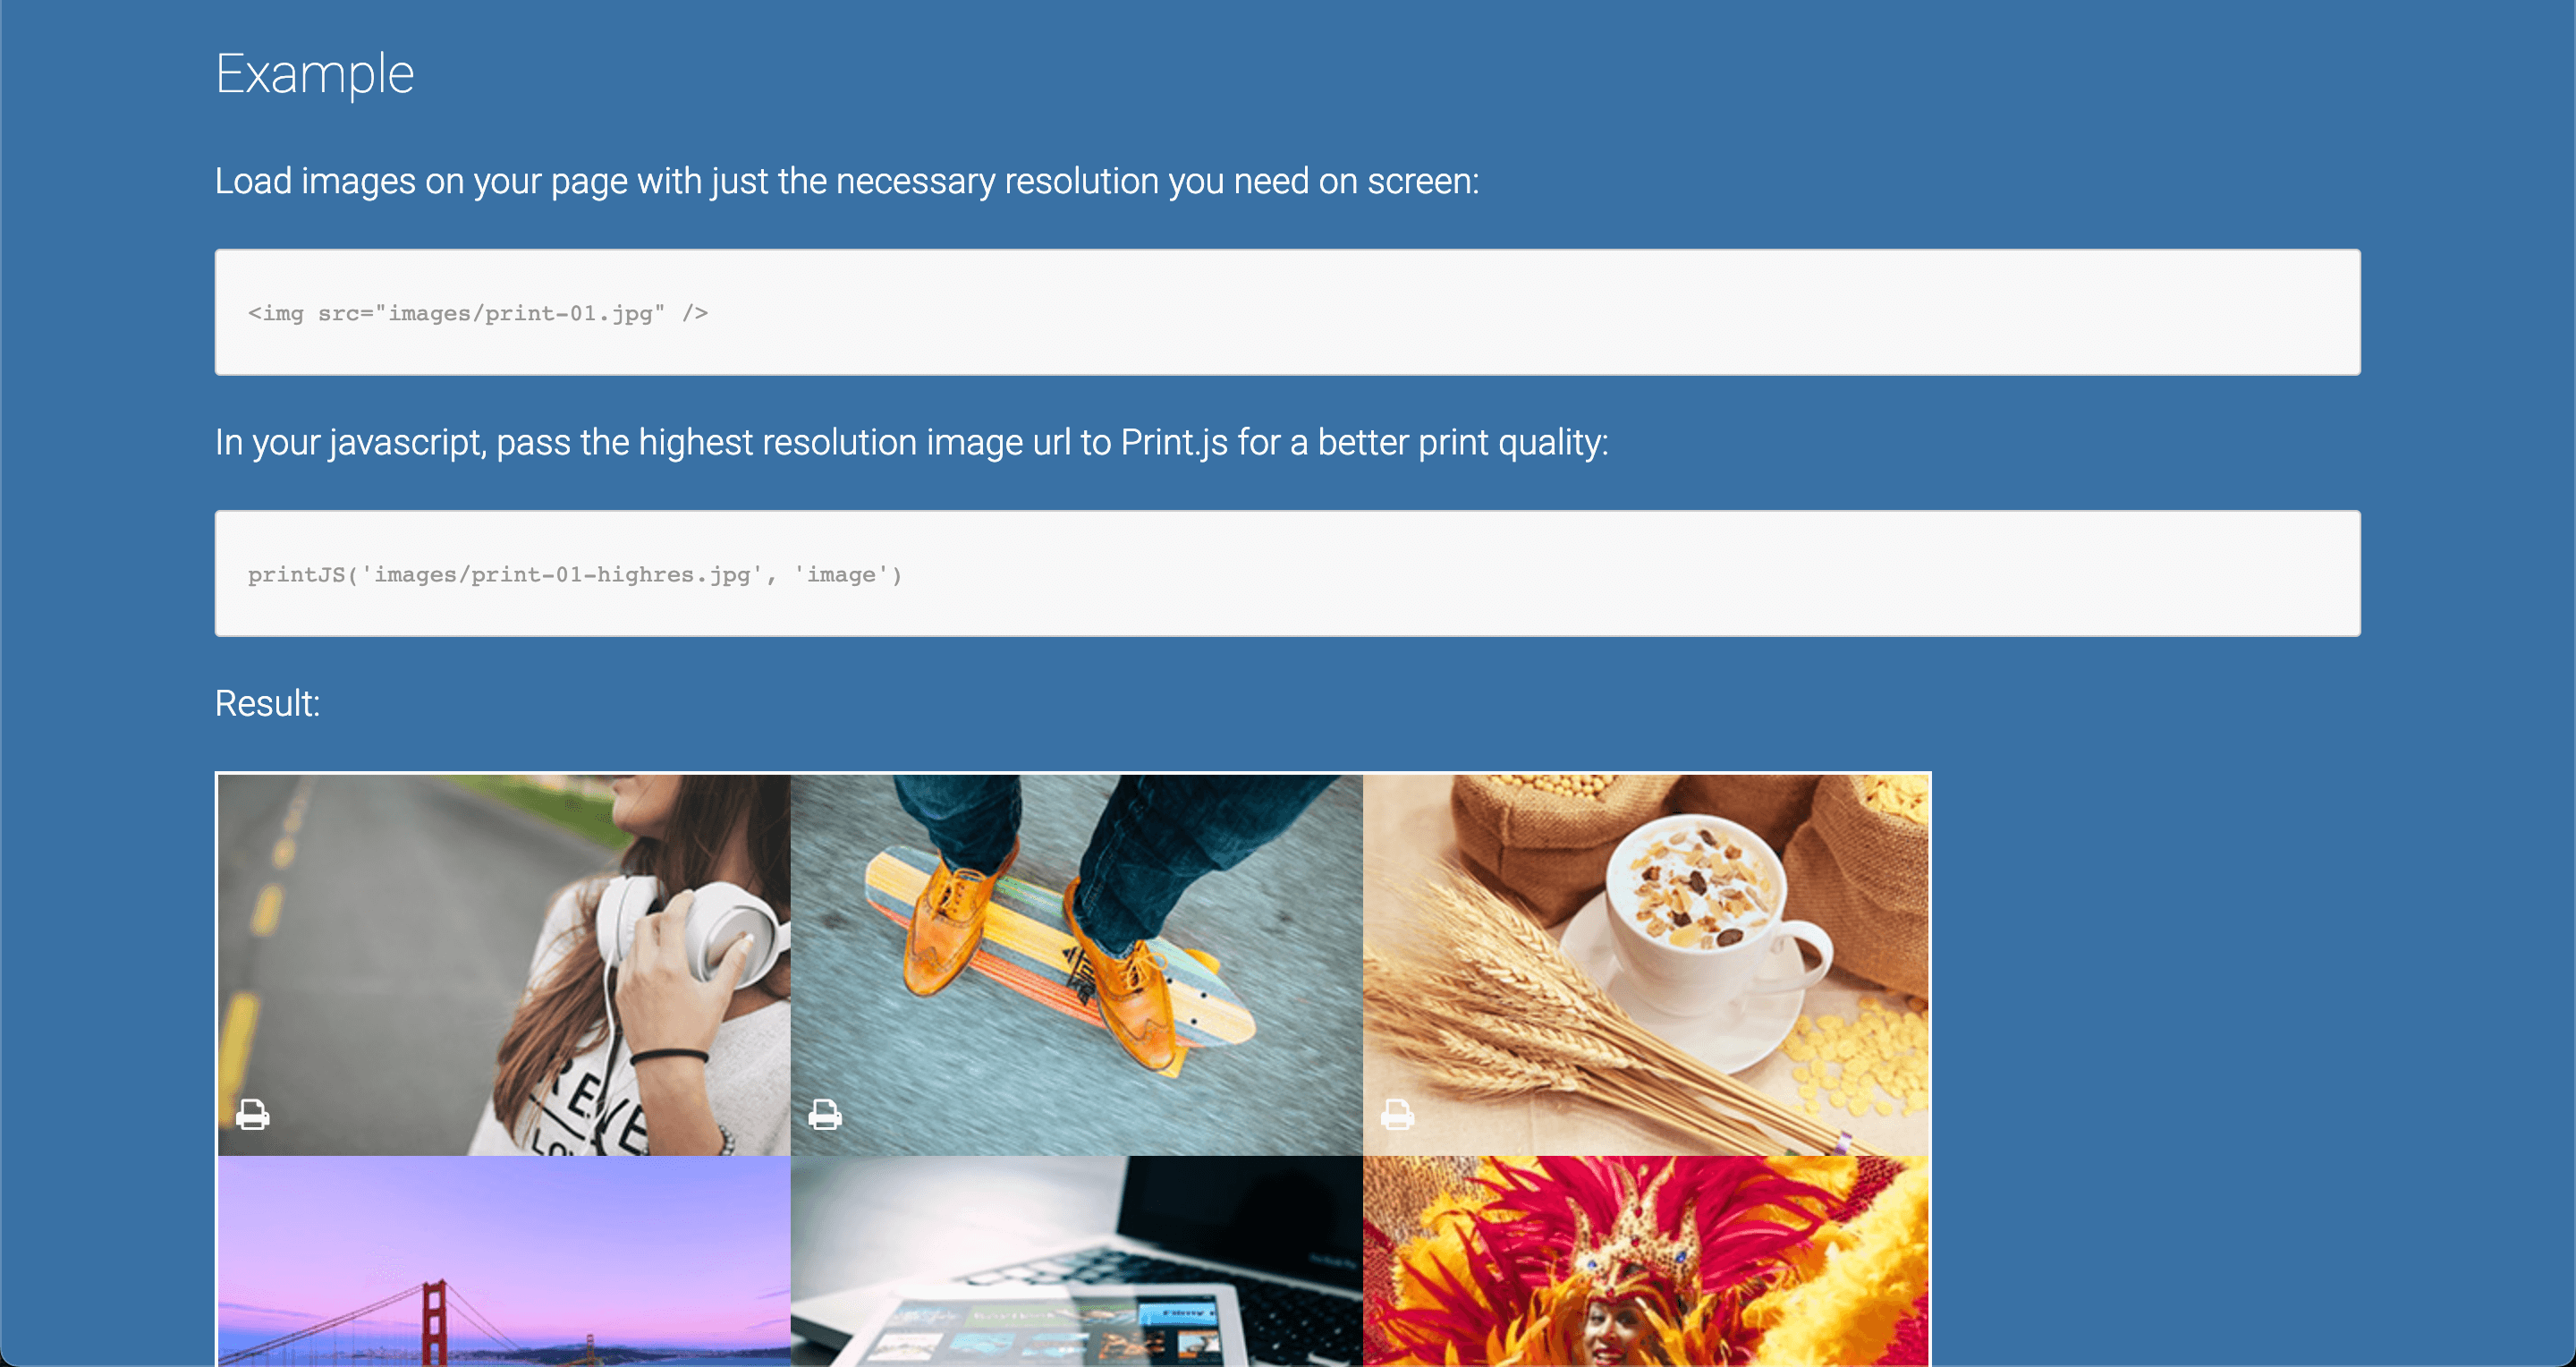 Example
Load images on your page with just the necessary resolution you need on screen:
<img src="images/print-01.jpg" />
In your javascript, pass the highest resolution image url to Print.js for a better print quality:
printJS('images/print-01-highres.jpg', 'image')
Result: